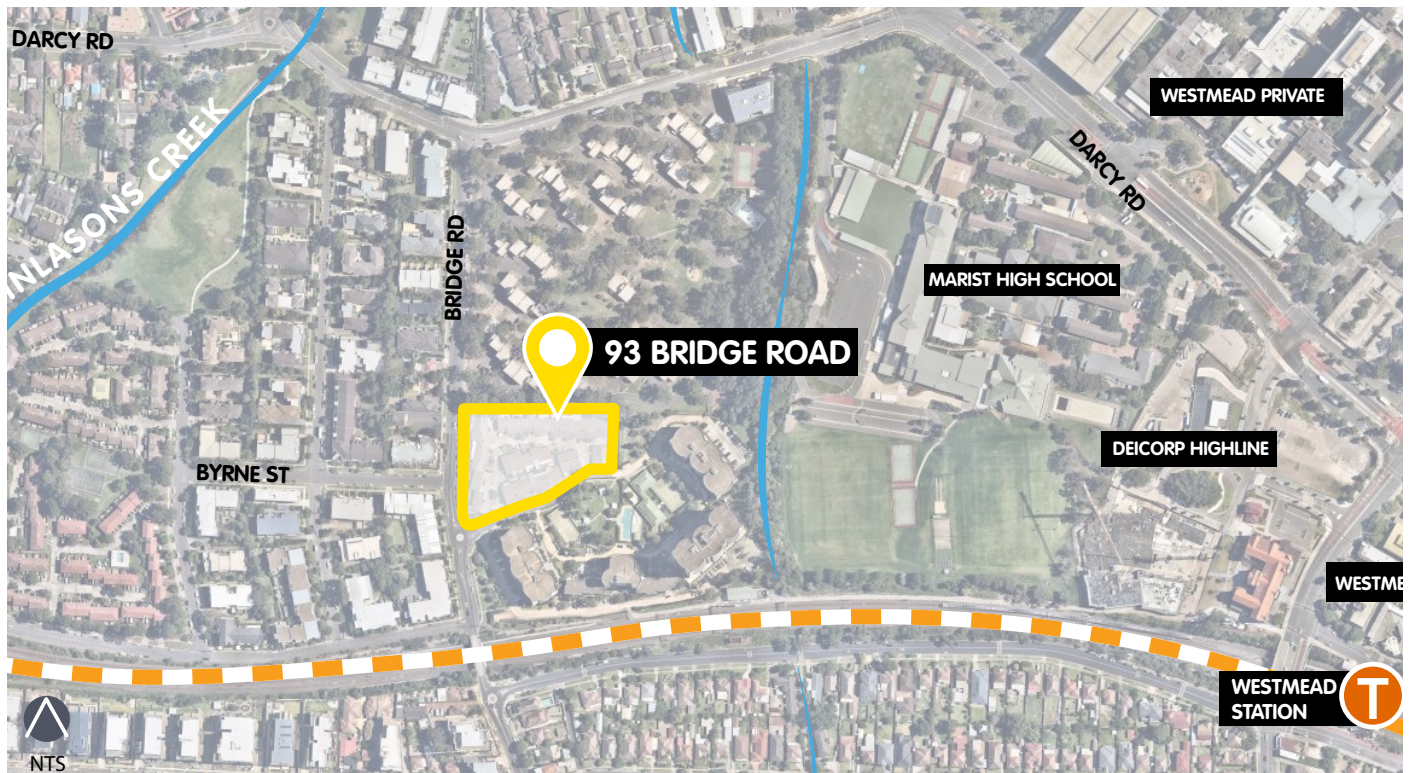 DARCY RD
WESTMEAD PRIVATE
INLASONS CREEK
DARCY RD
BRIDGE RD
MARIST HIGH SCHOOL
93 BRIDGE ROAD
DEICORP HIGHLINE
BYRNE ST
WESTME
WESTMEAD
STATION
T
NTS